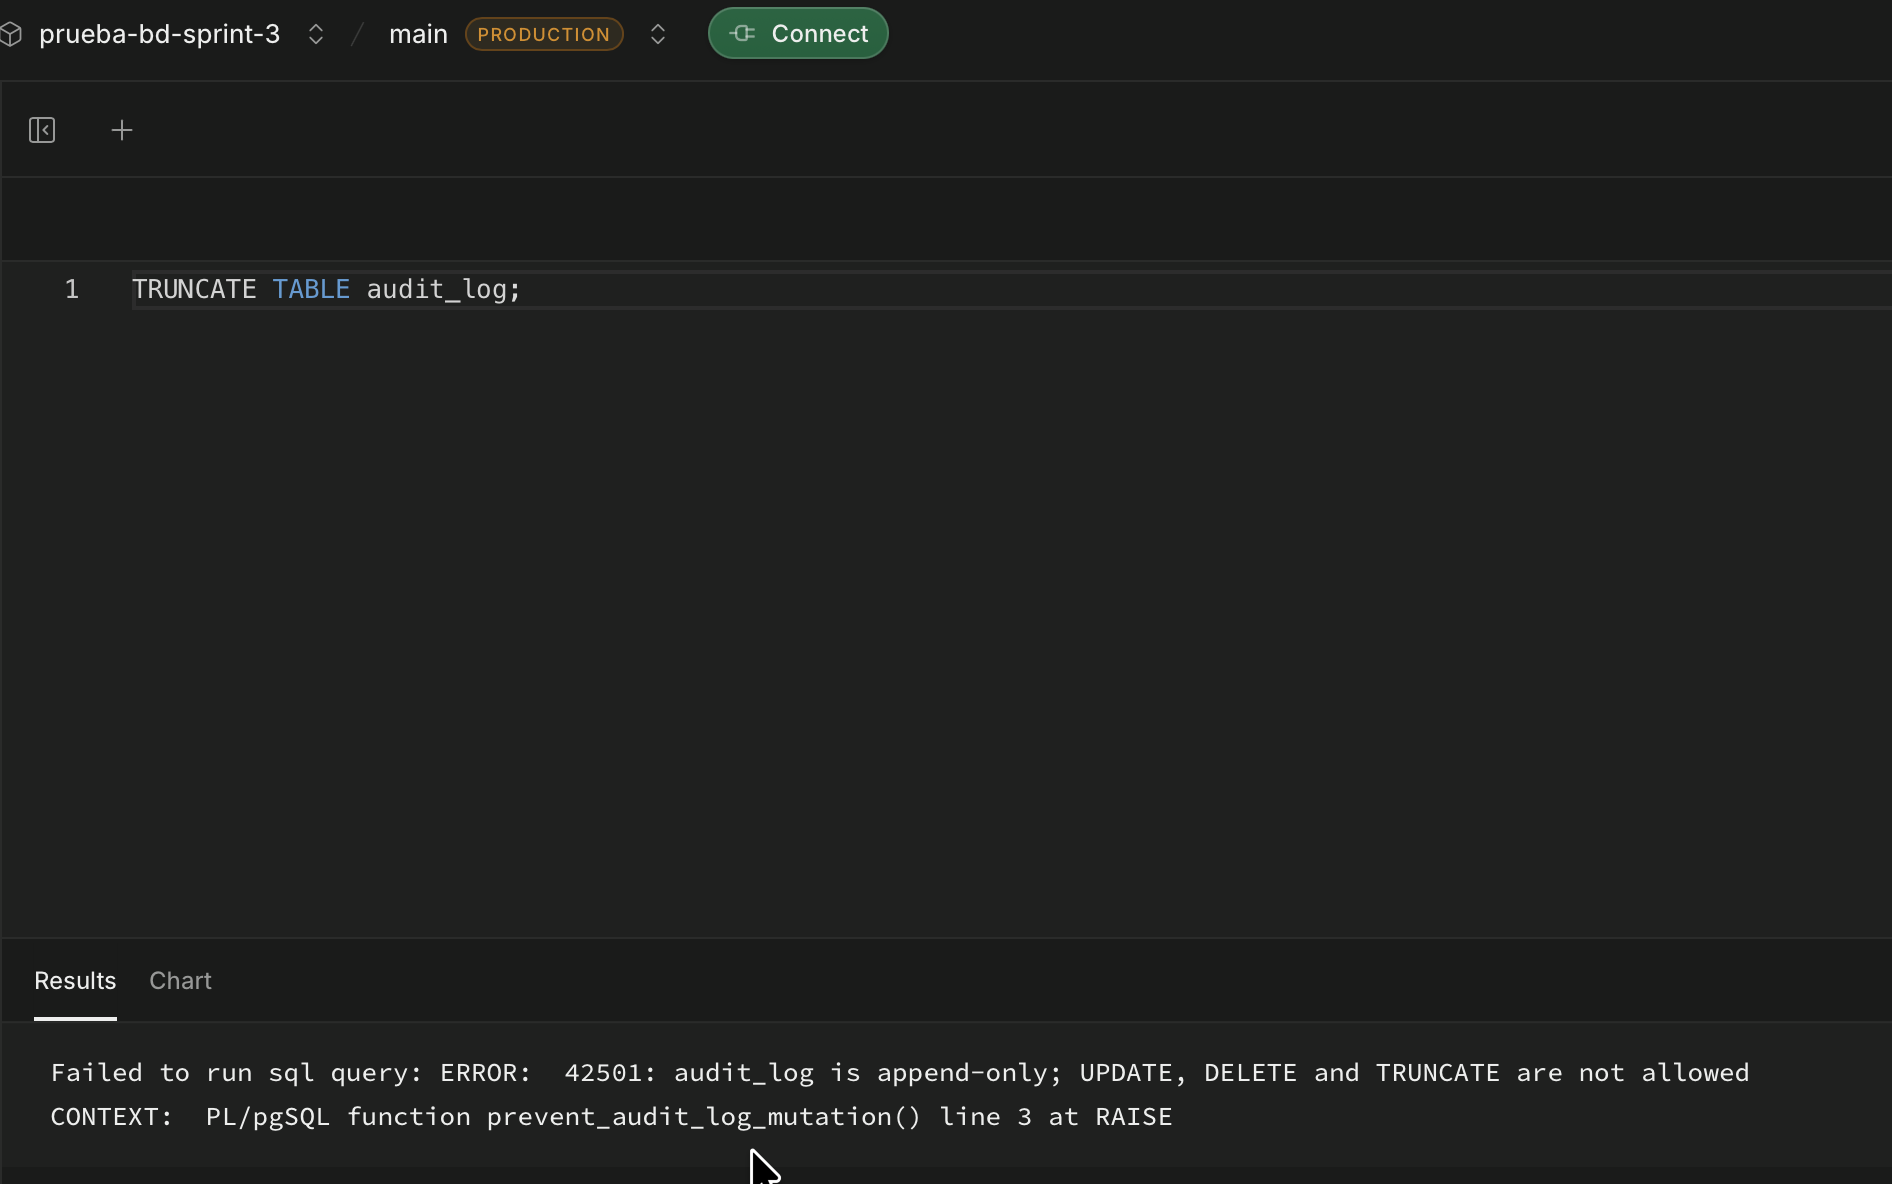 prueba-bd-sprint-3 / main PRODUCTION Connect
1 TRUNCATE TABLE audit_log;
Results Chart
Failed to run sql query: ERROR:  42501: audit_log is append-only; UPDATE, DELETE and TRUNCATE are not allowed
CONTEXT:  PL/pgSQL function prevent_audit_log_mutation() line 3 at RAISE